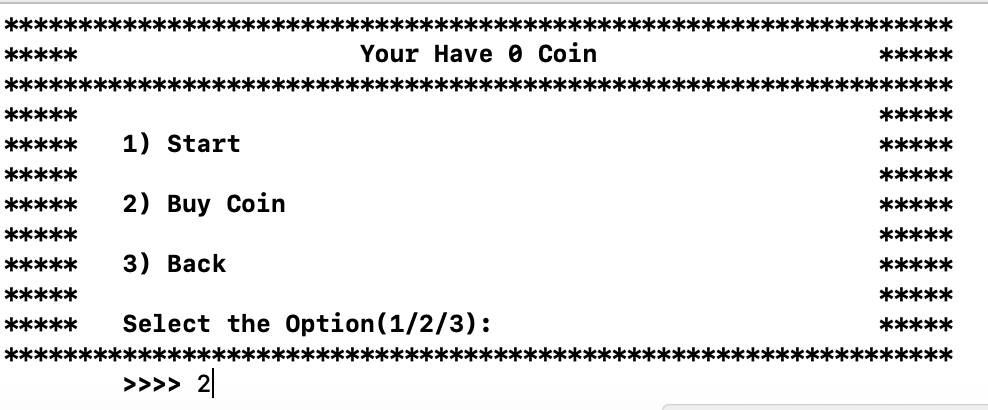 ****************************************************************
***** Your Have 0 Coin *****
****************************************************************
***** *****
***** 1) Start *****
***** *****
***** 2) Buy Coin *****
***** *****
***** 3) Back *****
***** *****
***** Select the Option(1/2/3): *****
****************************************************************
>>>> 2